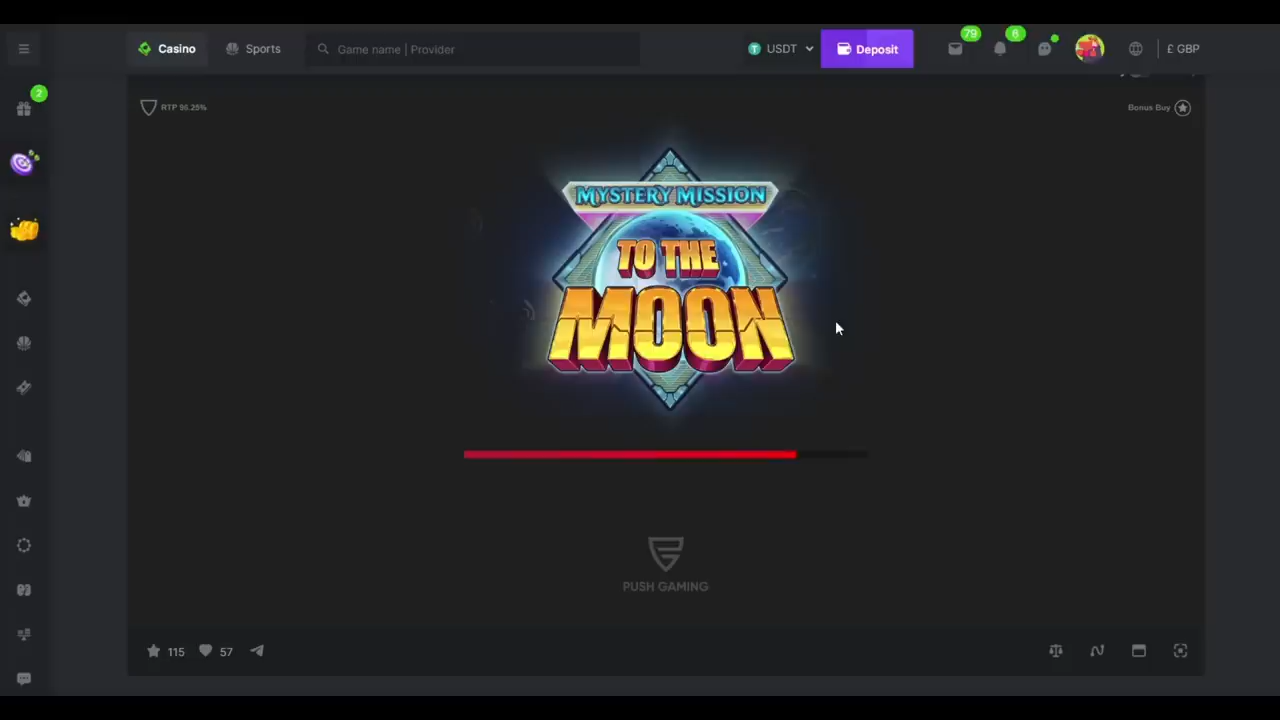 Casino
Sports
Game name | Provider
USDT
Deposit
79
6
£ GBP
2
RTP 96.25%
Bonus Buy
MYSTERY MISSION
TO THE
MOON
PUSH GAMING
115
57